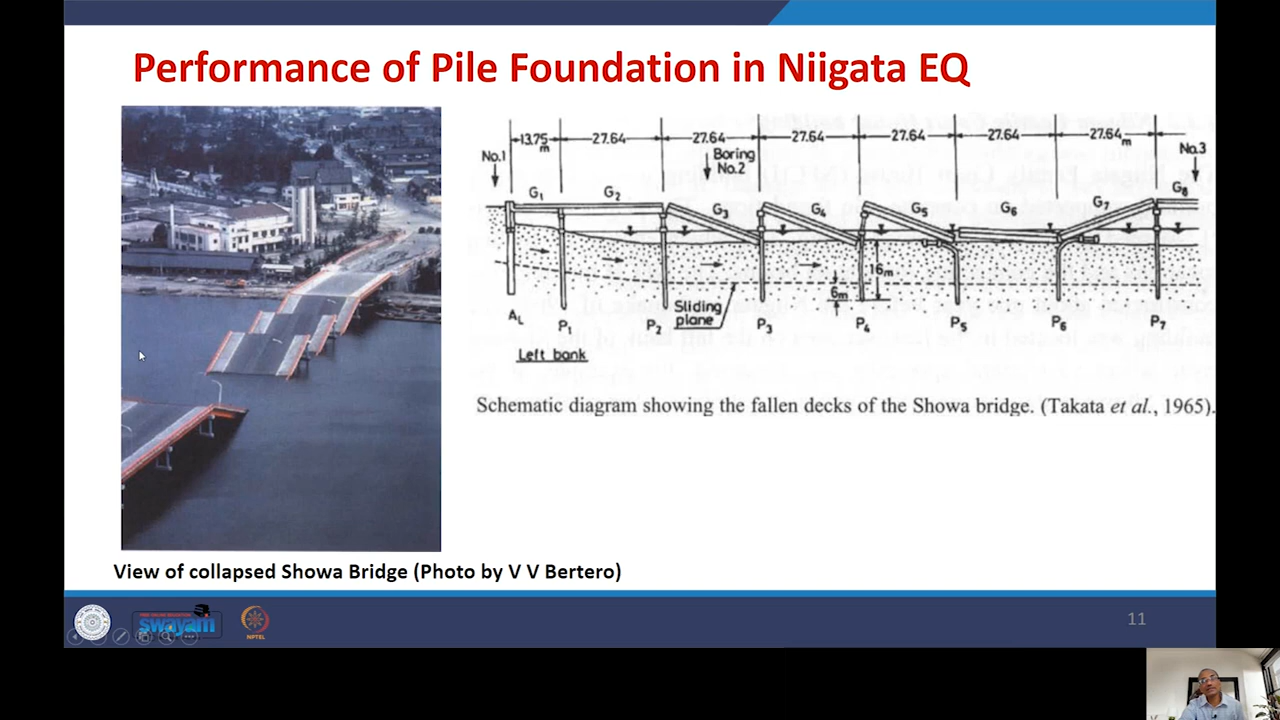 Performance of Pile Foundation in Niigata EQ
13.75 m 27.64 27.64 27.64 27.64 27.64 27.64 m
No.1 Boring No.2 No.3
G₁ G₂ G₃ G₄ G₅ G₆ G₇ G₈
16m
6m
Sliding
plane
A_L P₁ P₂ P₃ P₄ P₅ P₆ P₇
Left bank
Schematic diagram showing the fallen decks of the Showa bridge. (Takata et al., 1965).
View of collapsed Showa Bridge (Photo by V V Bertero)
swayam
NPTEL
11